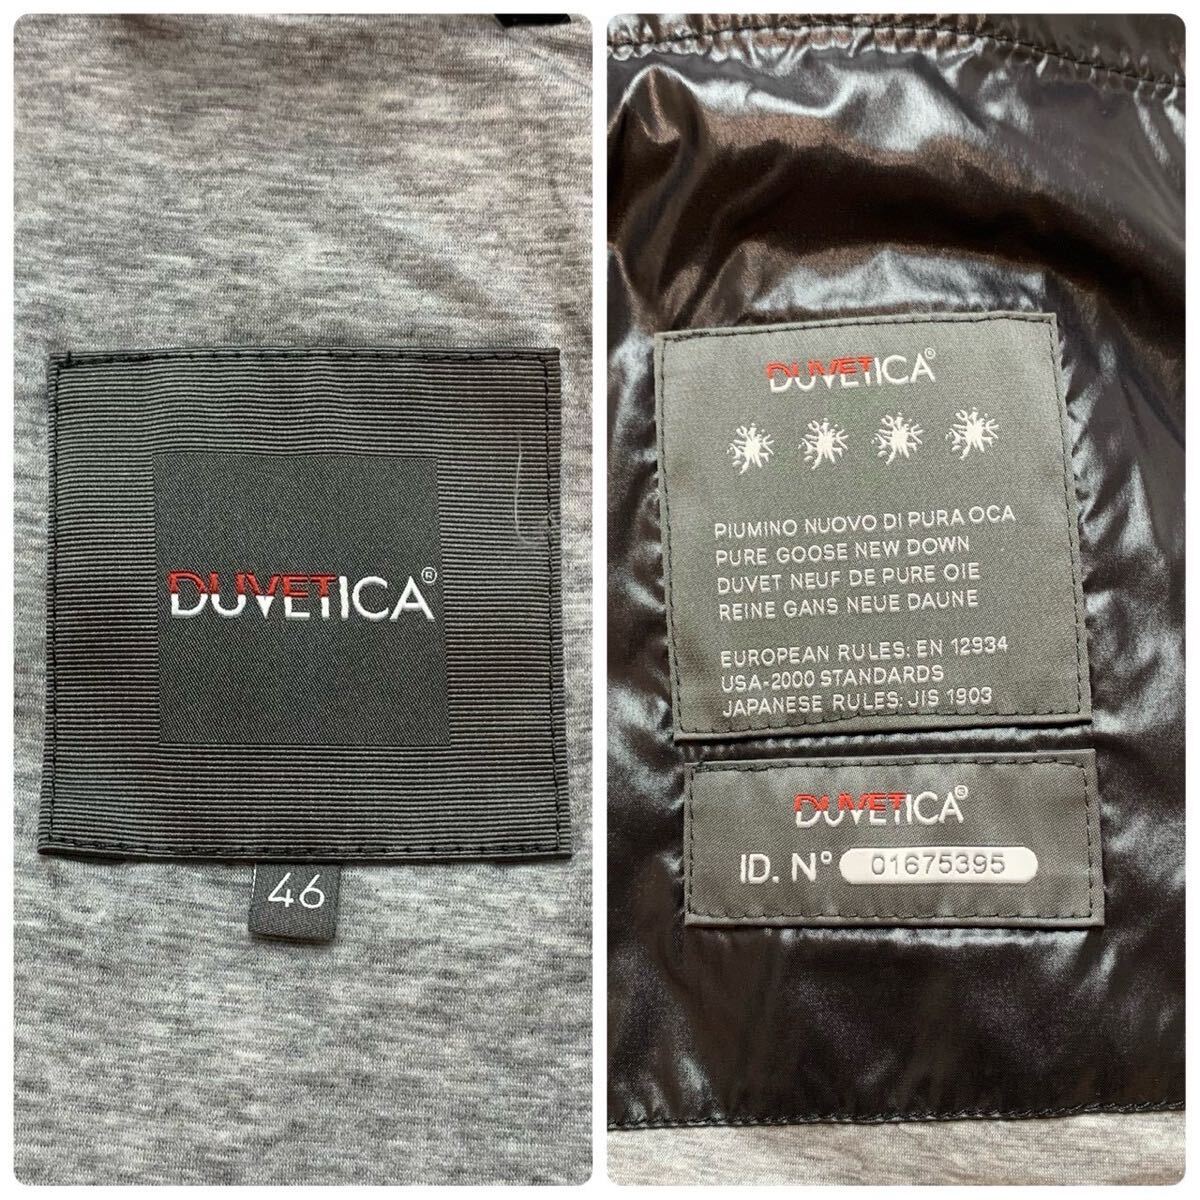 DUVETICA®
46
DUVETICA®
PIUMINO NUOVO DI PURA OCA
PURE GOOSE NEW DOWN
DUVET NEUF DE PURE OIE
REINE GANS NEUE DAUNE
EUROPEAN RULES: EN 12934
USA-2000 STANDARDS
JAPANESE RULES: JIS 1903
DUVETICA®
ID. N° 01675395